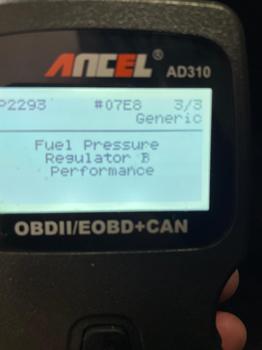 ANCEL® AD310
P2293 #07E8 3/3
Generic
Fuel Pressure
Regulator B
Performance
OBDII/EOBD+CAN